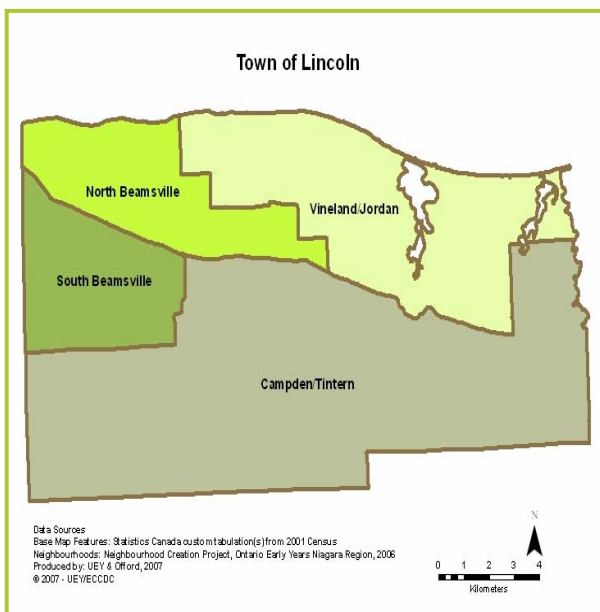 Town of Lincoln
North Beamsville
Vineland/Jordan
South Beamsville
Campden/Tintern
Data Sources
Base Map Features: Statistics Canada custom tabulation(s) from 2001 Census
Neighbourhoods: Neighbourhood Creation Project, Ontario Early Years Niagara Region, 2006
Produced by: UEY & Offord, 2007
© 2007 - UEY/ECCDC
N
0 1 2 3 4
Kilometers